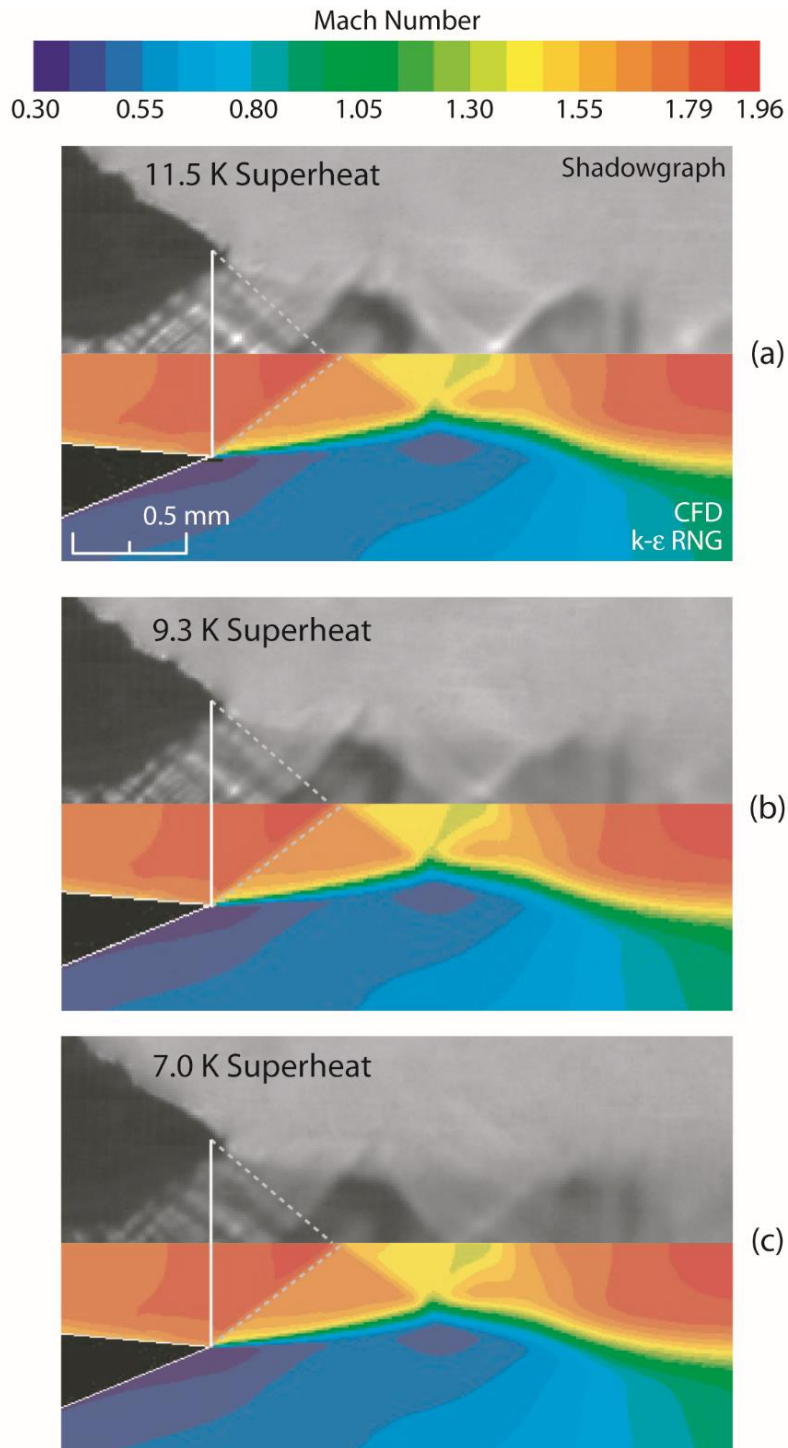 Mach Number
0.30 0.55 0.80 1.05 1.30 1.55 1.79 1.96
11.5 K Superheat
Shadowgraph
(a)
0.5 mm
CFD
k-ε RNG
9.3 K Superheat
(b)
7.0 K Superheat
(c)